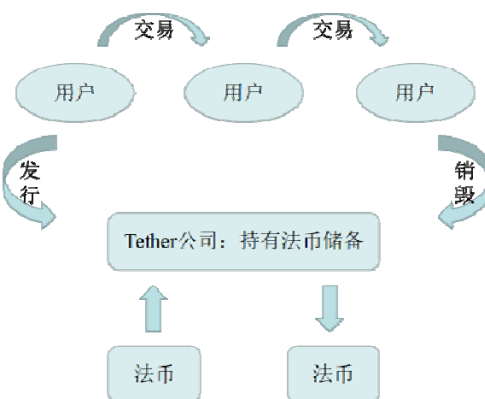 交易
交易
用户
用户
用户
发行
销毁
Tether公司：持有法币储备
法币
法币